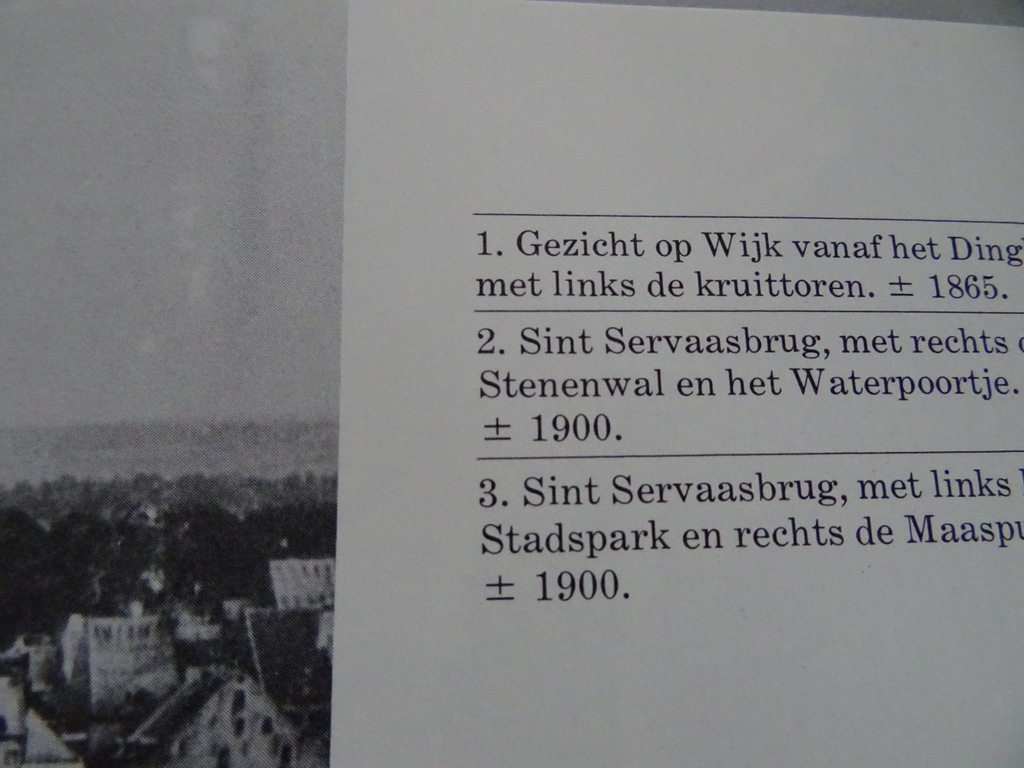 1. Gezicht op Wijk vanaf het
met links de kruittoren. ± 1865.
2. Sint Servaasbrug, met rechts
Stenenwal en het Waterpoortje.
± 1900.
3. Sint Servaasbrug, met links
Stadspark en rechts de
± 1900.